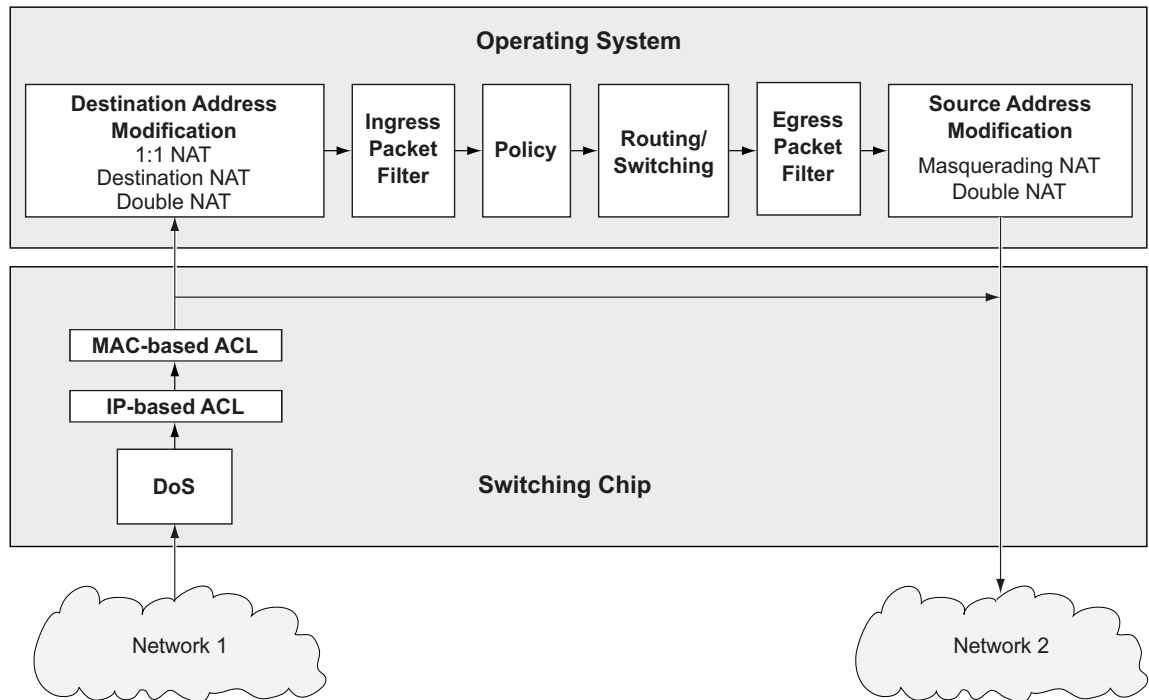 Operating System
Destination Address
Modification
1:1 NAT
Destination NAT
Double NAT
Ingress
Packet
Filter
Policy
Routing/
Switching
Egress
Packet
Filter
Source Address
Modification
Masquerading NAT
Double NAT
MAC-based ACL
IP-based ACL
DoS
Switching Chip
Network 1
Network 2